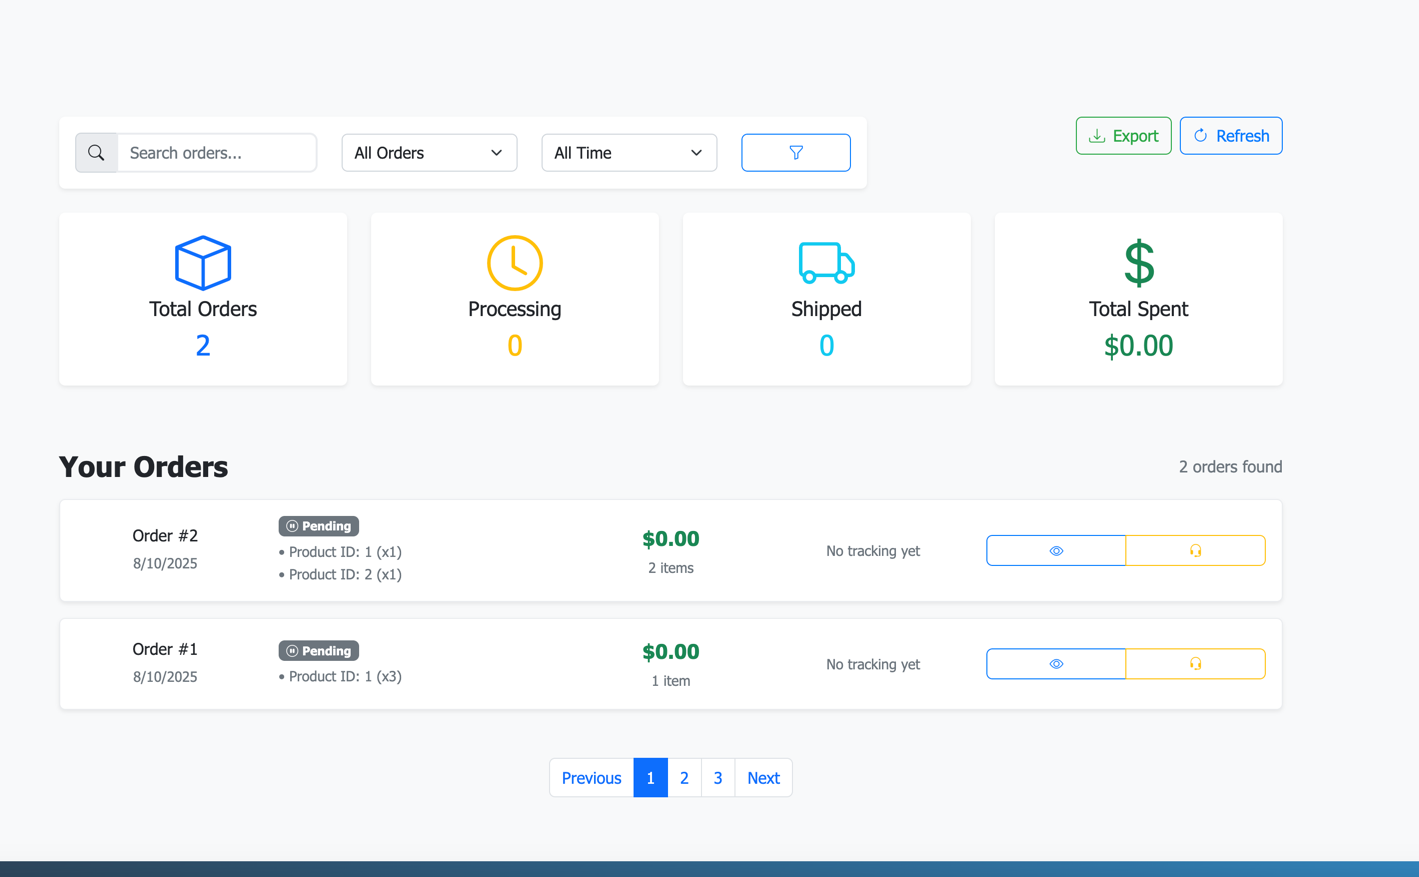 Search orders...
All Orders
All Time
Export
Refresh
Total Orders
2
Processing
0
Shipped
0
Total Spent
$0.00
Your Orders
2 orders found
Order #2
8/10/2025
Pending
• Product ID: 1 (x1)
• Product ID: 2 (x1)
$0.00
2 items
No tracking yet
Order #1
8/10/2025
Pending
• Product ID: 1 (x3)
$0.00
1 item
No tracking yet
Previous 1 2 3 Next